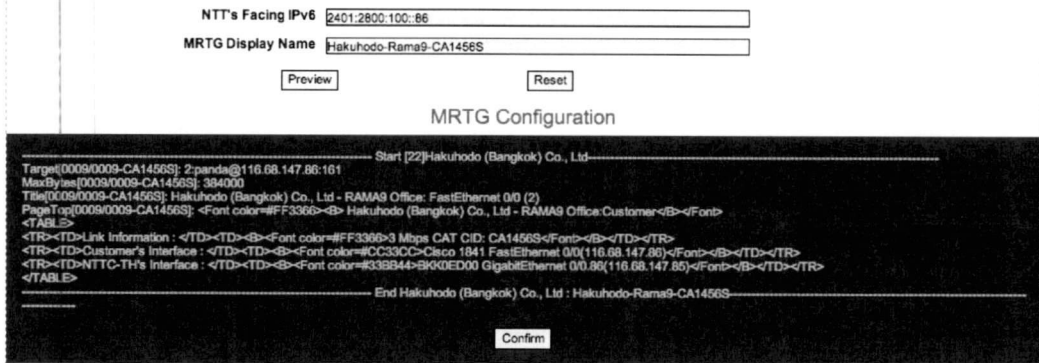 NTT's Facing IPv6 2401:2800:100::86
MRTG Display Name Hakuhodo-Rama9-CA1456S
Preview Reset
MRTG Configuration
------------------------------ Start [22]Hakuhodo (Bangkok) Co., Ltd------------------------------
Target[0009/0009-CA1456S]: 2:panda@116.68.147.86:161
MaxBytes[0009/0009-CA1456S]: 384000
Title[0009/0009-CA1456S]: Hakuhodo (Bangkok) Co., Ltd - RAMA9 Office: FastEthernet 0/0 (2)
PageTop[0009/0009-CA1456S]: <Font color=#FF3366><B> Hakuhodo (Bangkok) Co., Ltd - RAMA9 Office:Customer</B></Font>
<TABLE>
<TR><TD>Link Information : </TD><TD><B><Font color=#FF3366>3 Mbps CAT CID: CA1456S</Font></B></TD></TR>
<TR><TD>Customer's Interface : </TD><TD><B><Font color=#CC33CC>Cisco 1841 FastEthernet 0/0(116.68.147.86)</Font></B></TD></TR>
<TR><TD>NTTC-TH's Interface : </TD><TD><B><Font color=#33BB44>BKK0ED00 GigabitEthernet 0/0.86(116.68.147.85)</Font></B></TD></TR>
</TABLE>
------------------------------ End Hakuhodo (Bangkok) Co., Ltd : Hakuhodo-Rama9-CA1456S------------------------------
Confirm